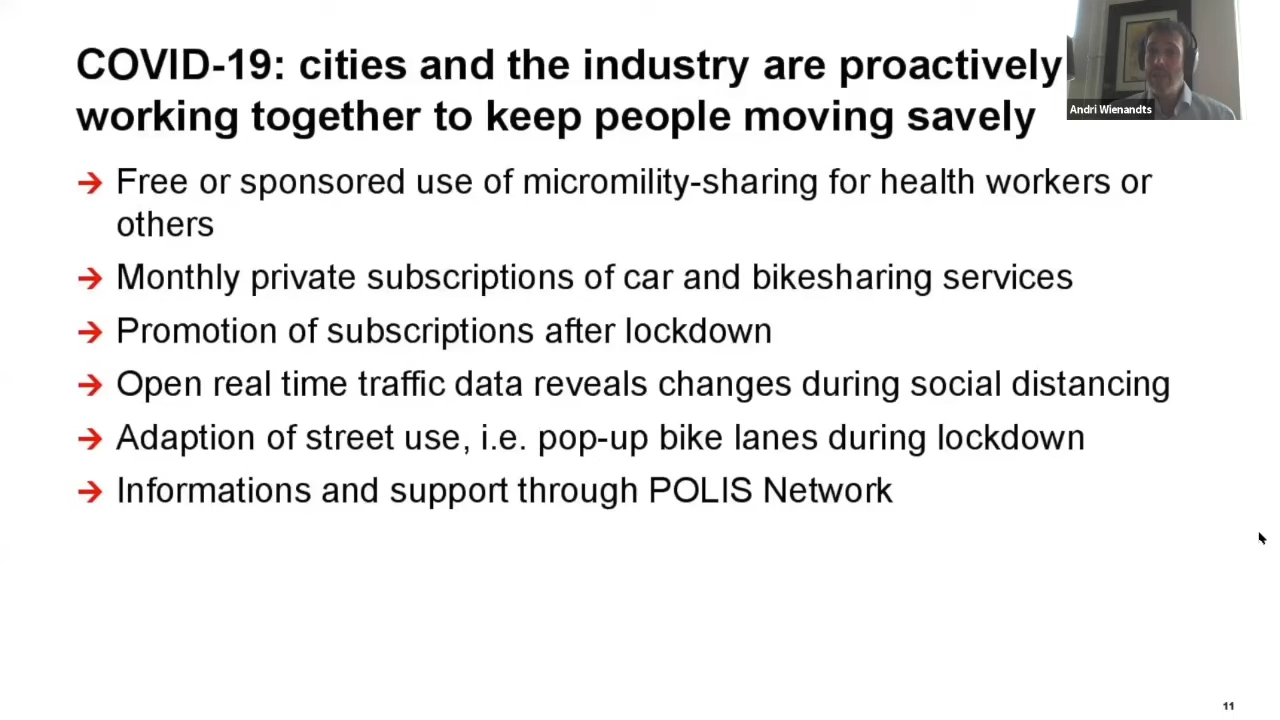 COVID-19: cities and the industry are proactively
working together to keep people moving savely
Andri Wienandts
→ Free or sponsored use of micromility-sharing for health workers or
others
→ Monthly private subscriptions of car and bikesharing services
→ Promotion of subscriptions after lockdown
→ Open real time traffic data reveals changes during social distancing
→ Adaption of street use, i.e. pop-up bike lanes during lockdown
→ Informations and support through POLIS Network
11